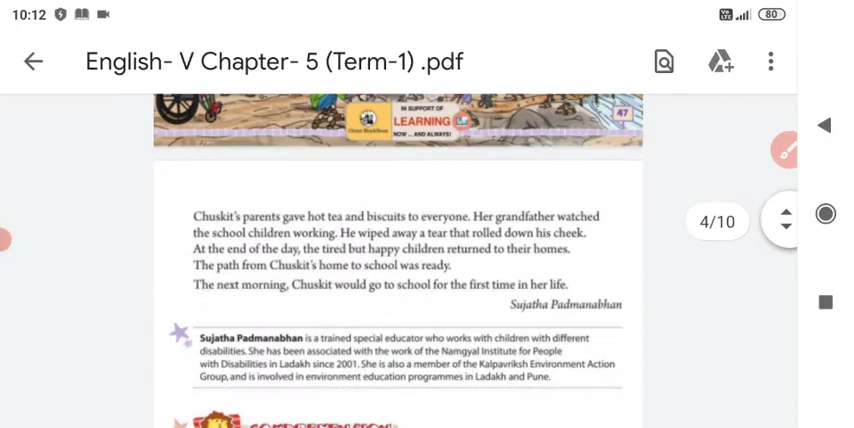 10:12
80
English- V Chapter- 5 (Term-1) .pdf
IN SUPPORT OF
LEARNING
Orient BlackSwan
NOW ... AND ALWAYS!
47
Chuskit's parents gave hot tea and biscuits to everyone. Her grandfather watched
the school children working. He wiped away a tear that rolled down his cheek.
At the end of the day, the tired but happy children returned to their homes.
The path from Chuskit's home to school was ready.
4/10
The next morning, Chuskit would go to school for the first time in her life.
Sujatha Padmanabhan
Sujatha Padmanabhan is a trained special educator who works with children with different
disabilities. She has been associated with the work of the Namgyal Institute for People
with Disabilities in Ladakh since 2001. She is also a member of the Kalpavriksh Environment Action
Group, and is involved in environment education programmes in Ladakh and Pune.
COMPREHENSION